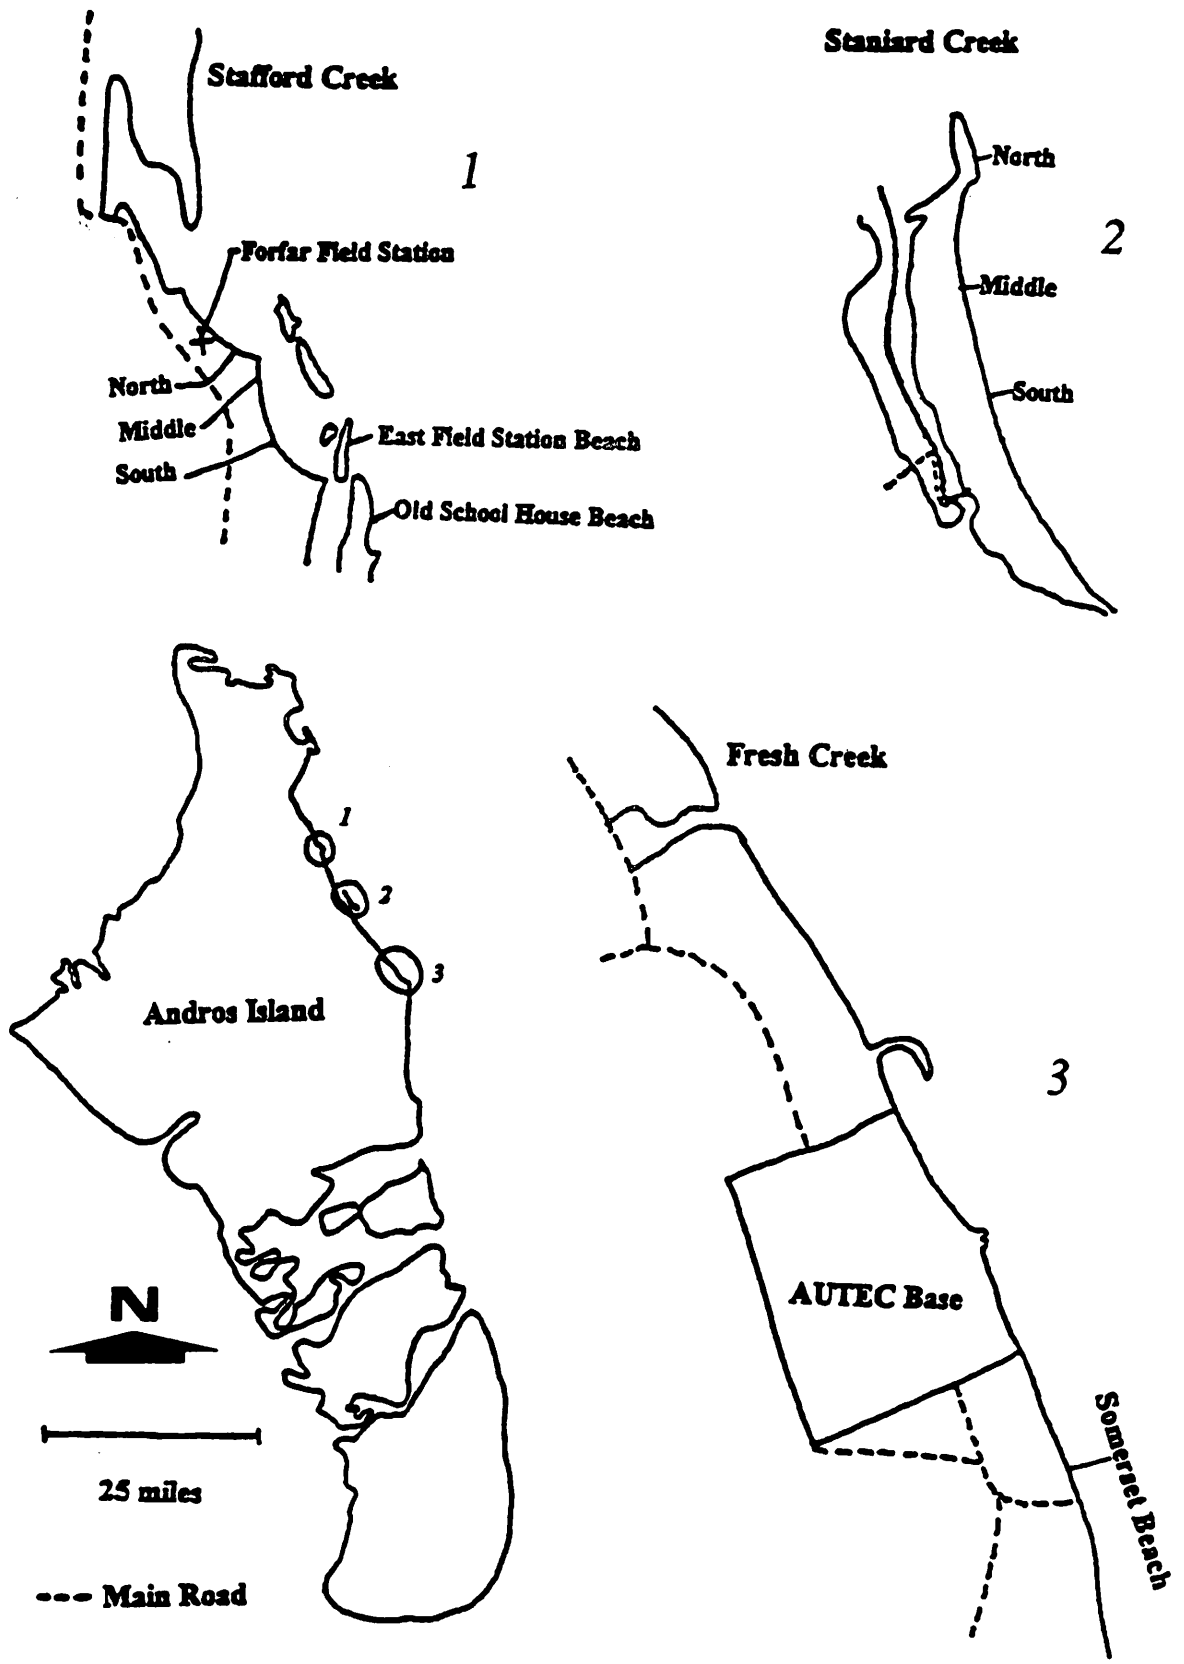 Stafford Creek
1
Forfar Field Station
North
Middle
South
East Field Station Beach
Old School House Beach
Staniard Creek
North
2
Middle
South
1
2
3
Andros Island
N
25 miles
Main Road
Fresh Creek
3
AUTEC Base
Somerset Beach